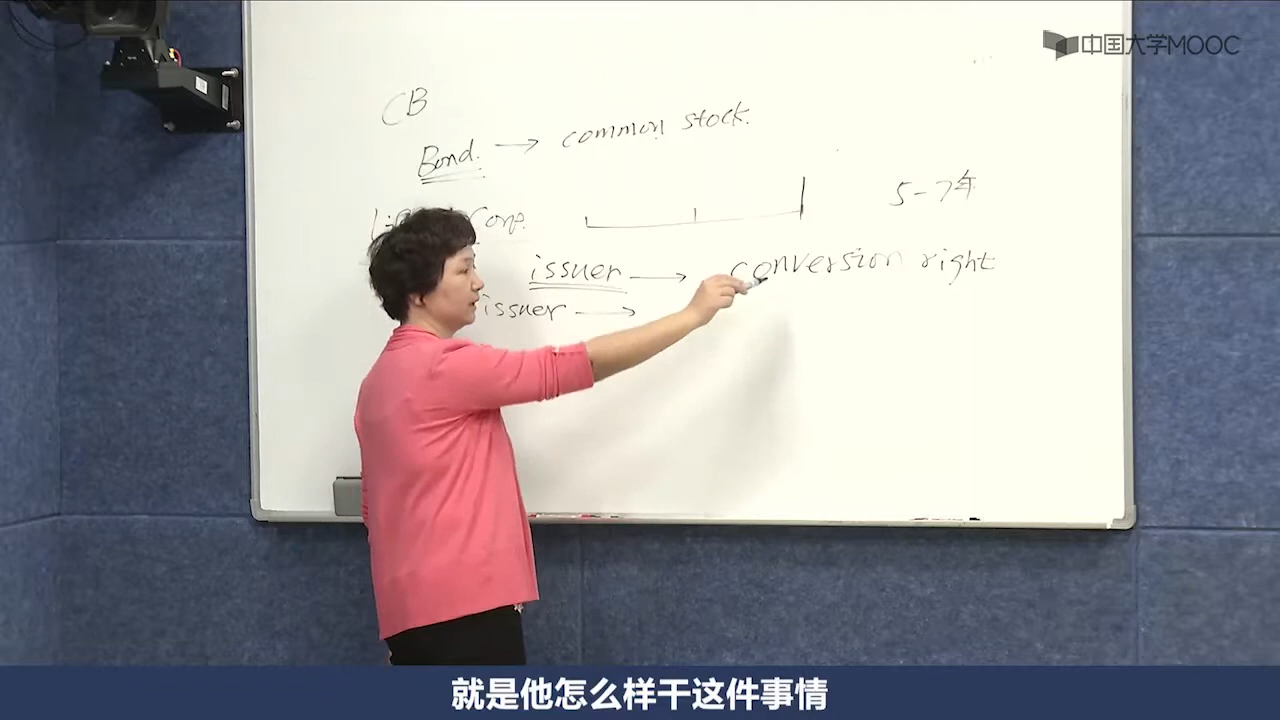 中国大学MOOC
CB
Bond. → common stock.
5-7年
issuer → conversion right
issuer →
就是他怎么样干这件事情